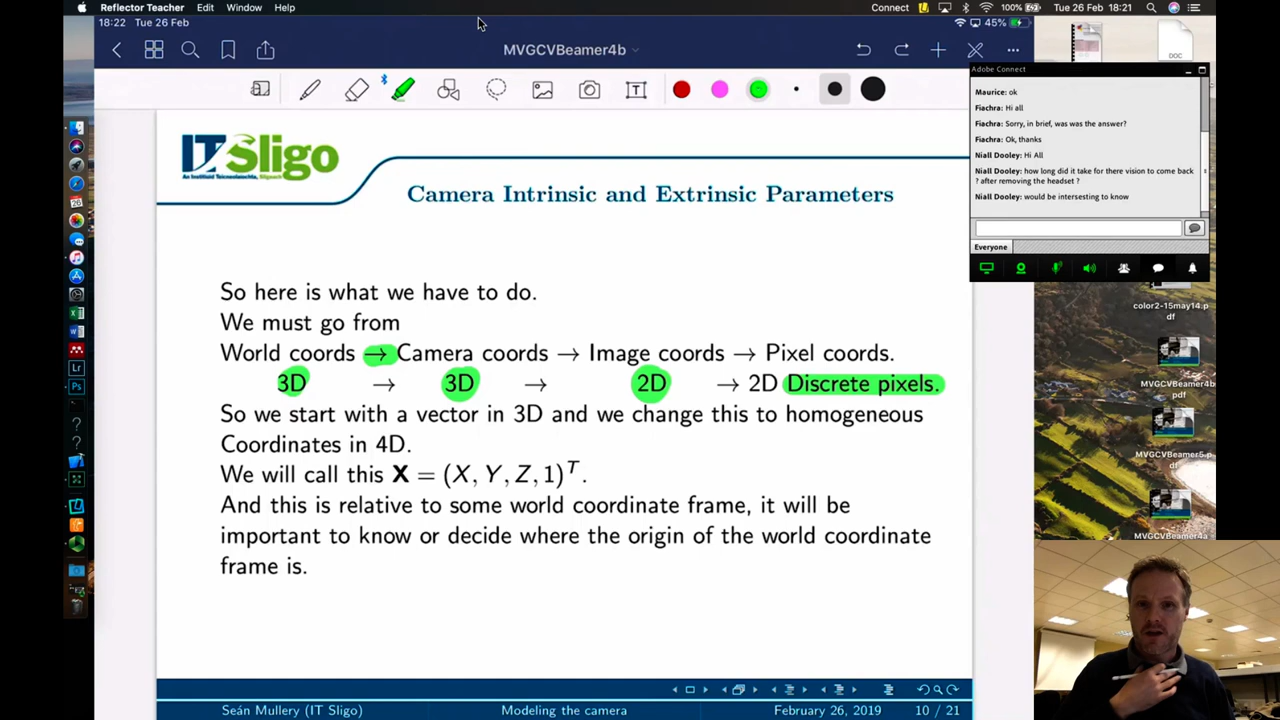 Reflector Teacher Edit Window Help
Connect 100% Tue 26 Feb 18:21
18:22 Tue 26 Feb
45%
MVGCVBeamer4b
DOC
Adobe Connect
Maurice: ok
Fiachra: Hi all
Fiachra: Sorry, in brief, was was the answer?
Fiachra: Ok, thanks
Niall Dooley: Hi All
Niall Dooley: how long did it take for there vision to come back
? after removing the headset ?
Niall Dooley: would be intersesting to know
Everyone
IT Sligo
Camera Intrinsic and Extrinsic Parameters
So here is what we have to do.
We must go from
World coords → Camera coords → Image coords → Pixel coords.
3D → 3D → 2D → 2D Discrete pixels.
So we start with a vector in 3D and we change this to homogeneous
Coordinates in 4D.
We will call this X = (X, Y, Z, 1)ᵀ.
And this is relative to some world coordinate frame, it will be
important to know or decide where the origin of the world coordinate
frame is.
color2-15may14.p
df
MVGCVBeamer4b
pdf
MVGCVBeamer5.p
df
MVGCVBeamer4a
Lr
Ps
Seán Mullery (IT Sligo) Modeling the camera February 26, 2019 10 / 21